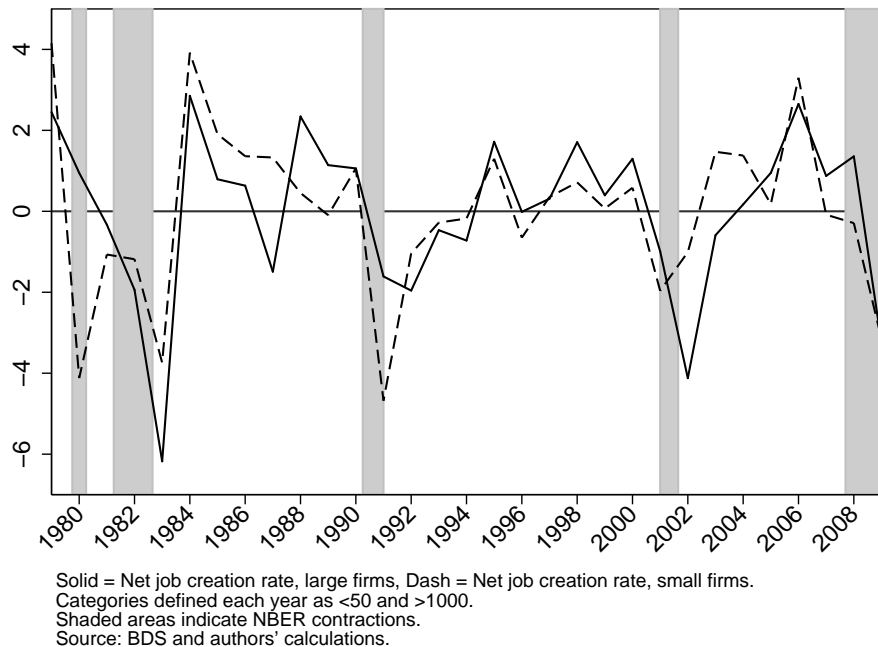 4
2
0
−2
−4
−6
1980 1982 1984 1986 1988 1990 1992 1994 1996 1998 2000 2002 2004 2006 2008
Solid = Net job creation rate, large firms, Dash = Net job creation rate, small firms.
Categories defined each year as <50 and >1000.
Shaded areas indicate NBER contractions.
Source: BDS and authors’ calculations.